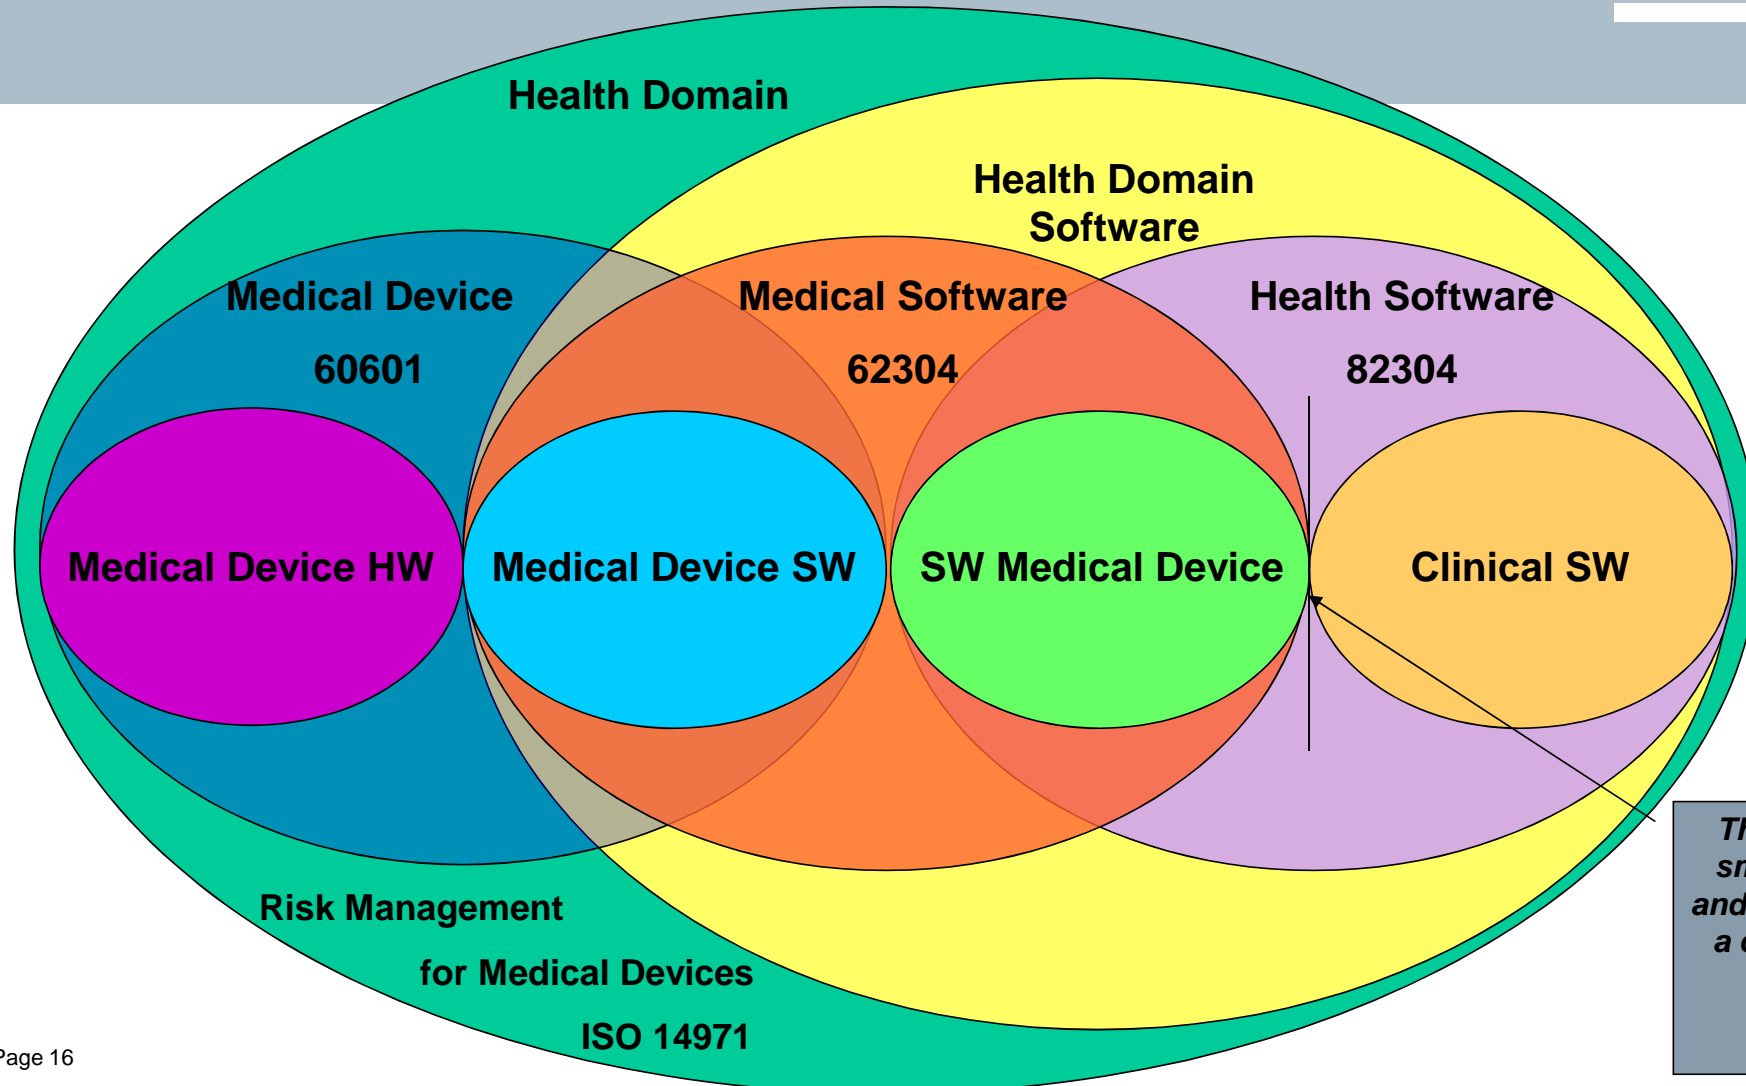 Health Domain
Health Domain
Software
Medical Device
Medical Software
Health Software
60601
62304
82304
Medical Device HW
Medical Device SW
SW Medical Device
Clinical SW
Risk Management
for Medical Devices
ISO 14971
and
a
Page 16